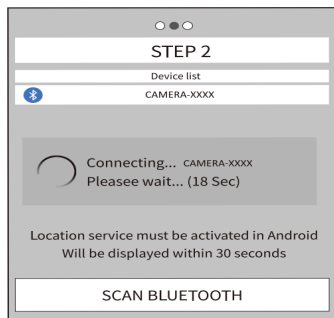 STEP 2
Device list
CAMERA-XXXX
Connecting... CAMERA-XXXX
Pleasee wait... (18 Sec)
Location service must be activated in Android
Will be displayed within 30 seconds
SCAN BLUETOOTH